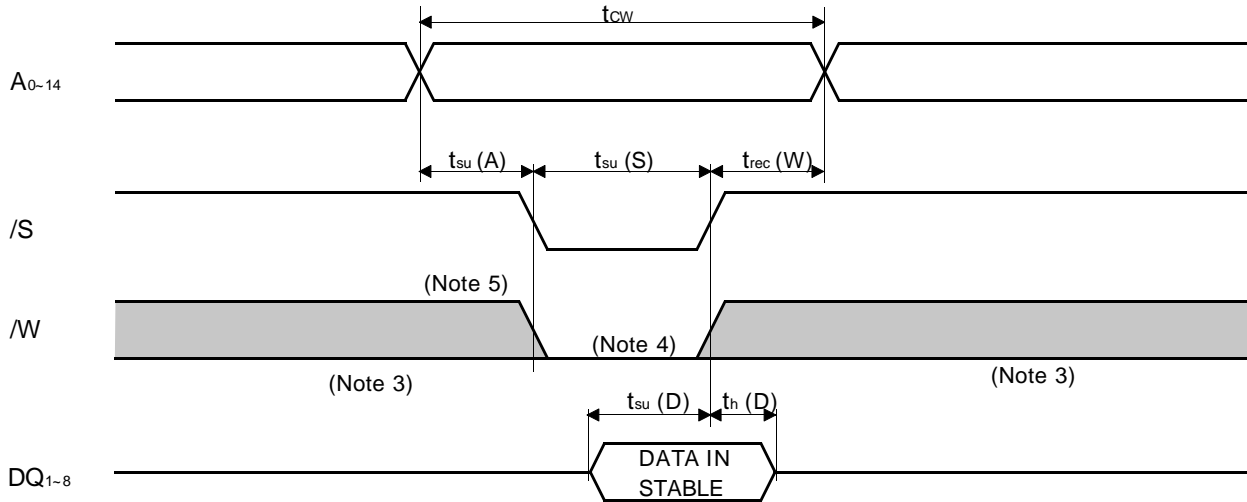 tCW
A0~14
tsu (A) tsu (S) trec (W)
/S
(Note 5)
/W
(Note 4)
(Note 3) (Note 3)
tsu (D) th (D)
DQ1~8
DATA IN
STABLE